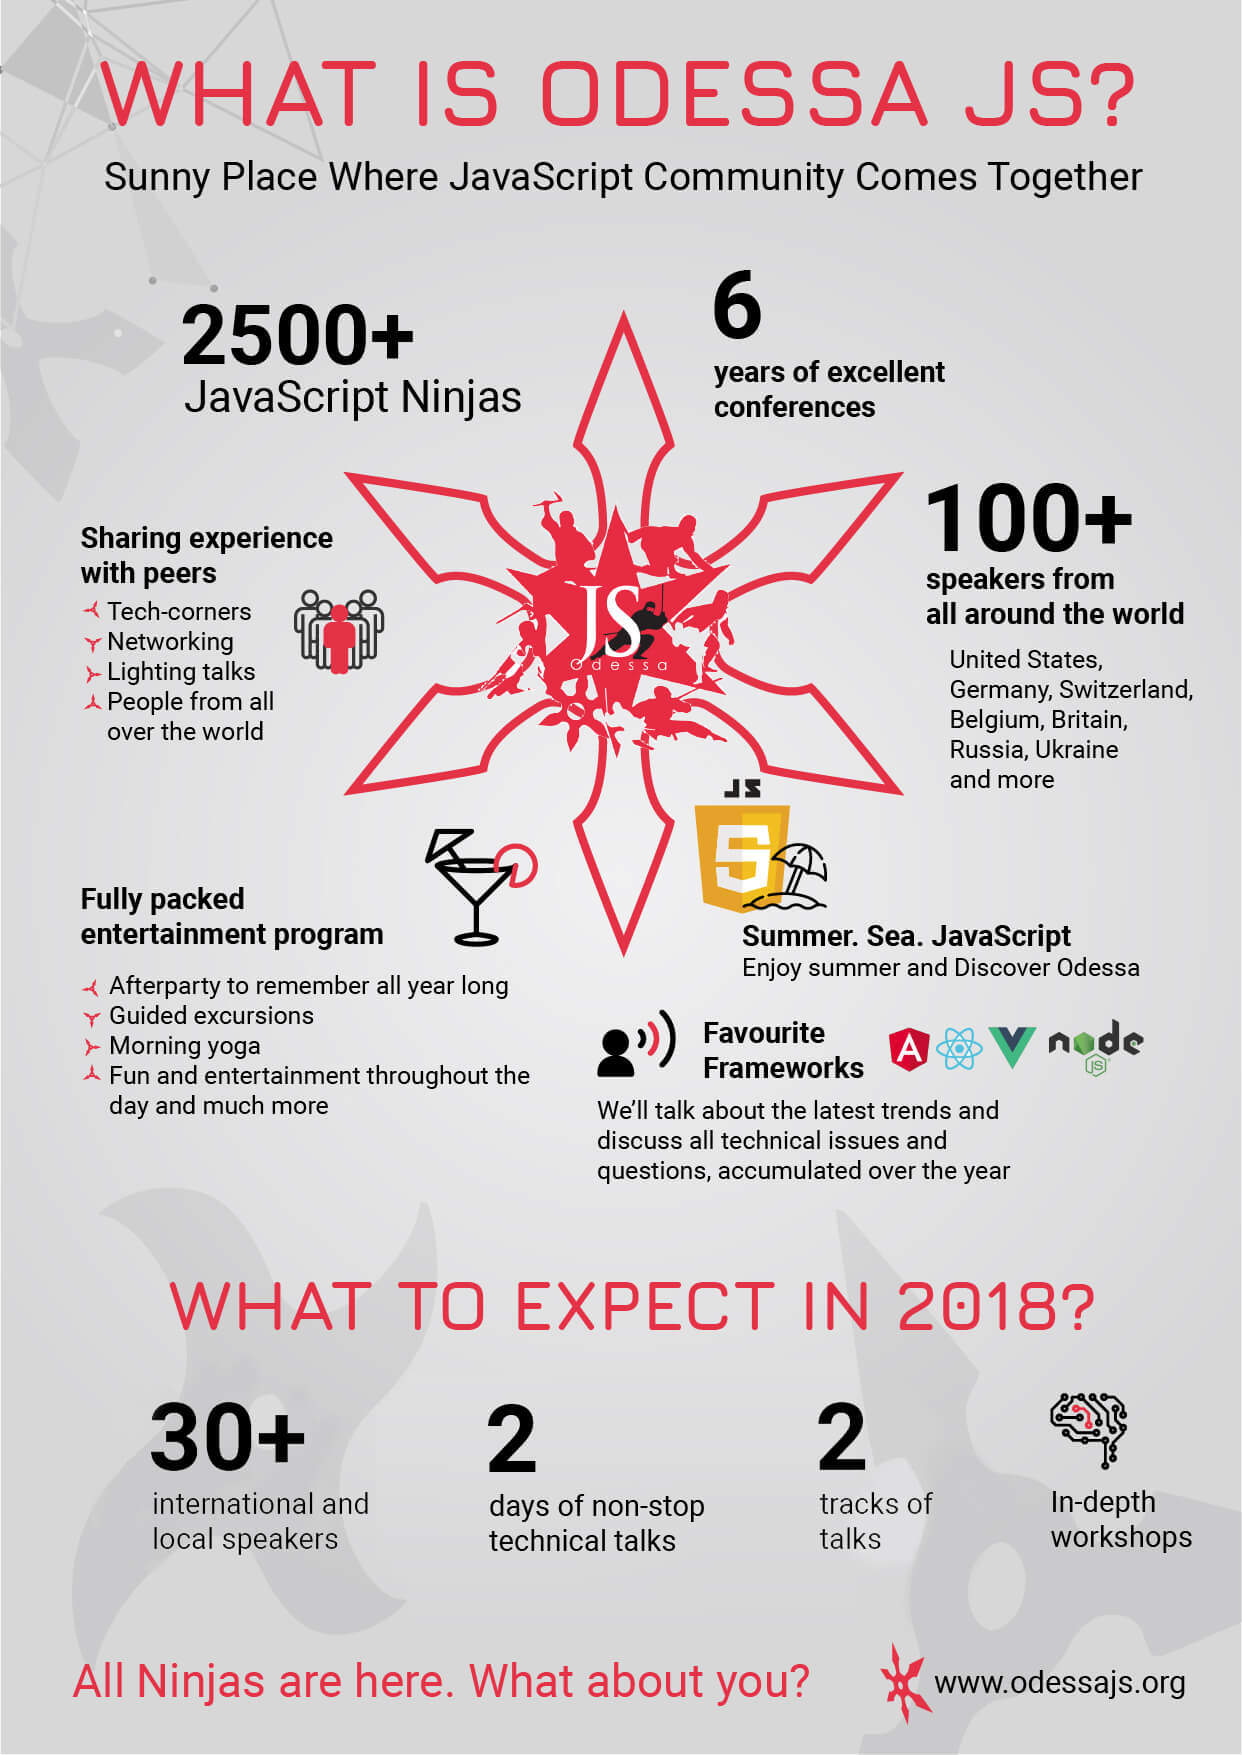 WHAT IS ODESSA JS?
Sunny Place Where JavaScript Community Comes Together
2500+
JavaScript Ninjas
6
years of excellent
conferences
100+
speakers from
all around the world
United States,
Germany, Switzerland,
Belgium, Britain,
Russia, Ukraine
and more
Sharing experience
with peers
Tech-corners
Networking
Lighting talks
People from all
over the world
JS
Odessa
JS
5
Summer. Sea. JavaScript
Enjoy summer and Discover Odessa
Fully packed
entertainment program
Afterparty to remember all year long
Guided excursions
Morning yoga
Fun and entertainment throughout the
day and much more
Favourite
Frameworks
A
node
JS
We’ll talk about the latest trends and
discuss all technical issues and
questions, accumulated over the year
WHAT TO EXPECT IN 2018?
30+
international and
local speakers
2
days of non-stop
technical talks
2
tracks of
talks
In-depth
workshops
All Ninjas are here. What about you?
www.odessajs.org